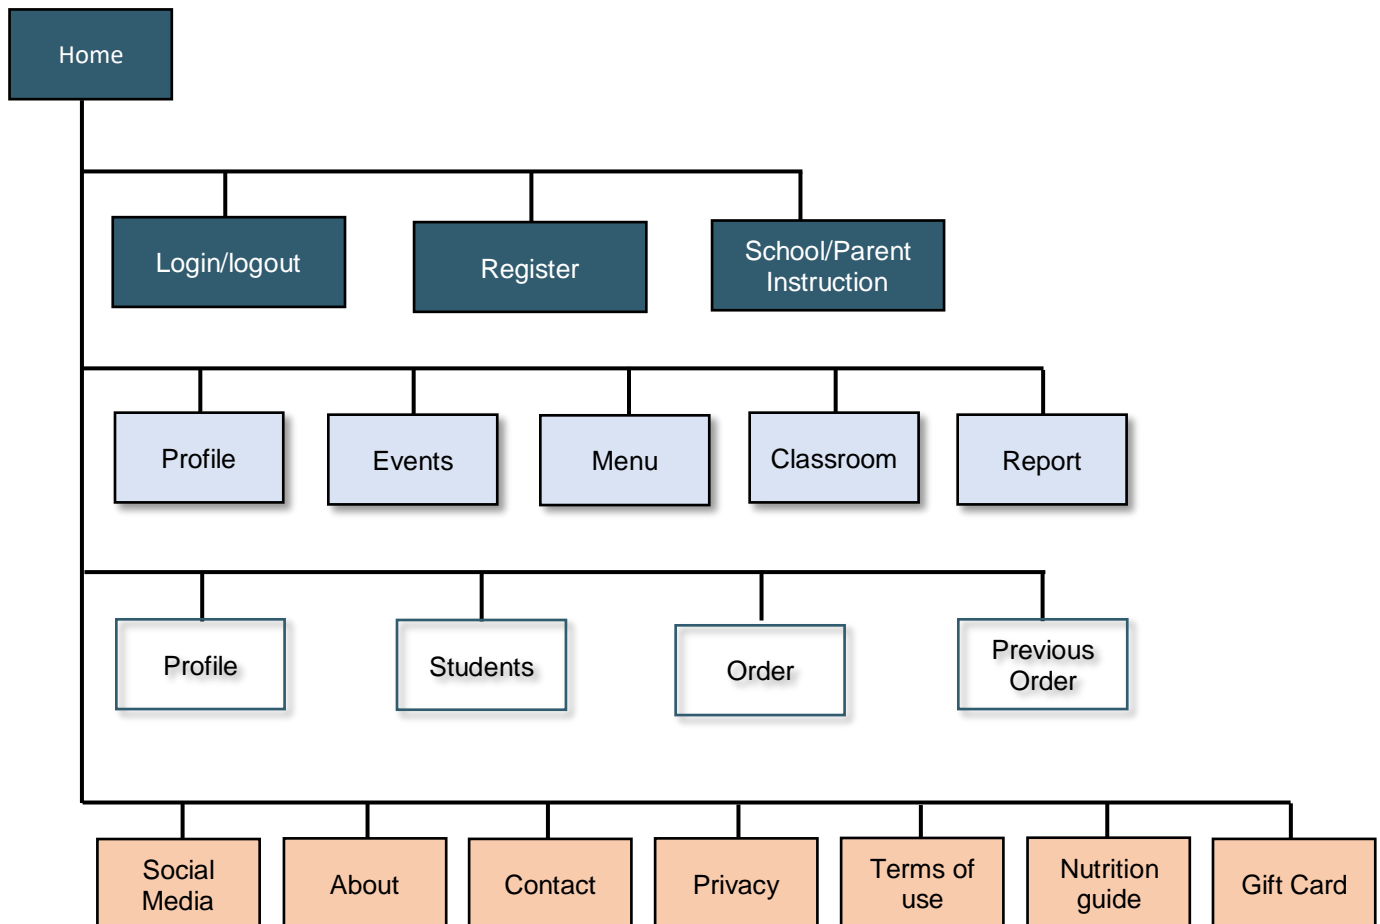 Home
Login/logout
Register
School/Parent
Instruction
Profile
Events
Menu
Classroom
Report
Profile
Students
Order
Previous
Order
Social
Media
About
Contact
Privacy
Terms of
use
Nutrition
guide
Gift Card